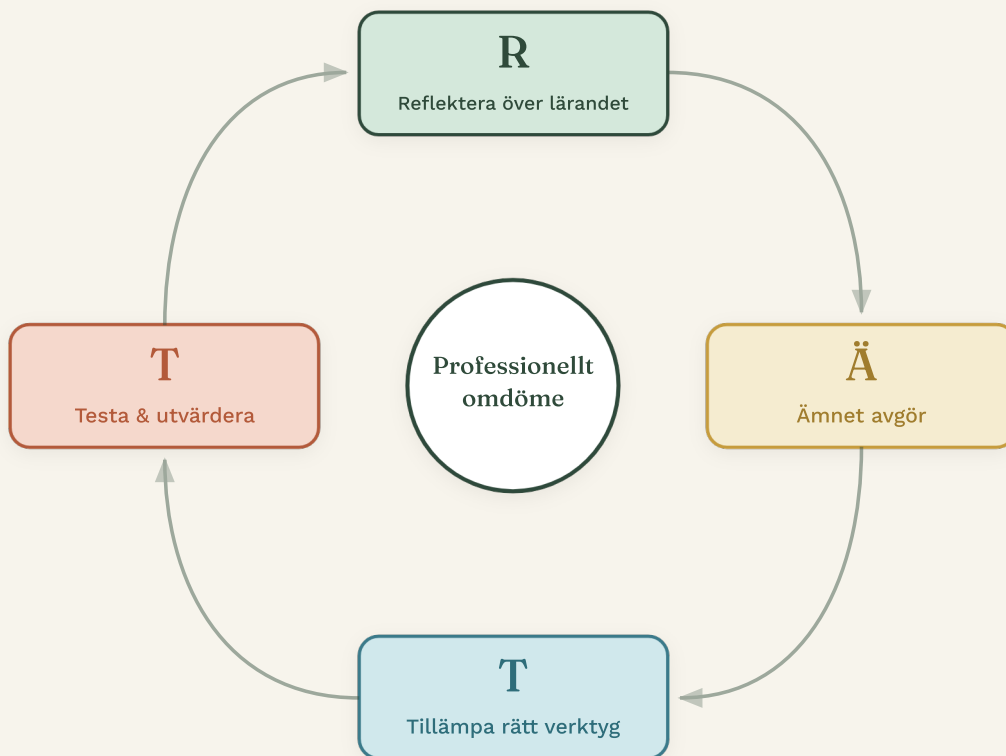 R
Reflektera över lärandet
T
Testa & utvärdera
Professionellt
omdöme
Ä
Ämnet avgör
T
Tillämpa rätt verktyg